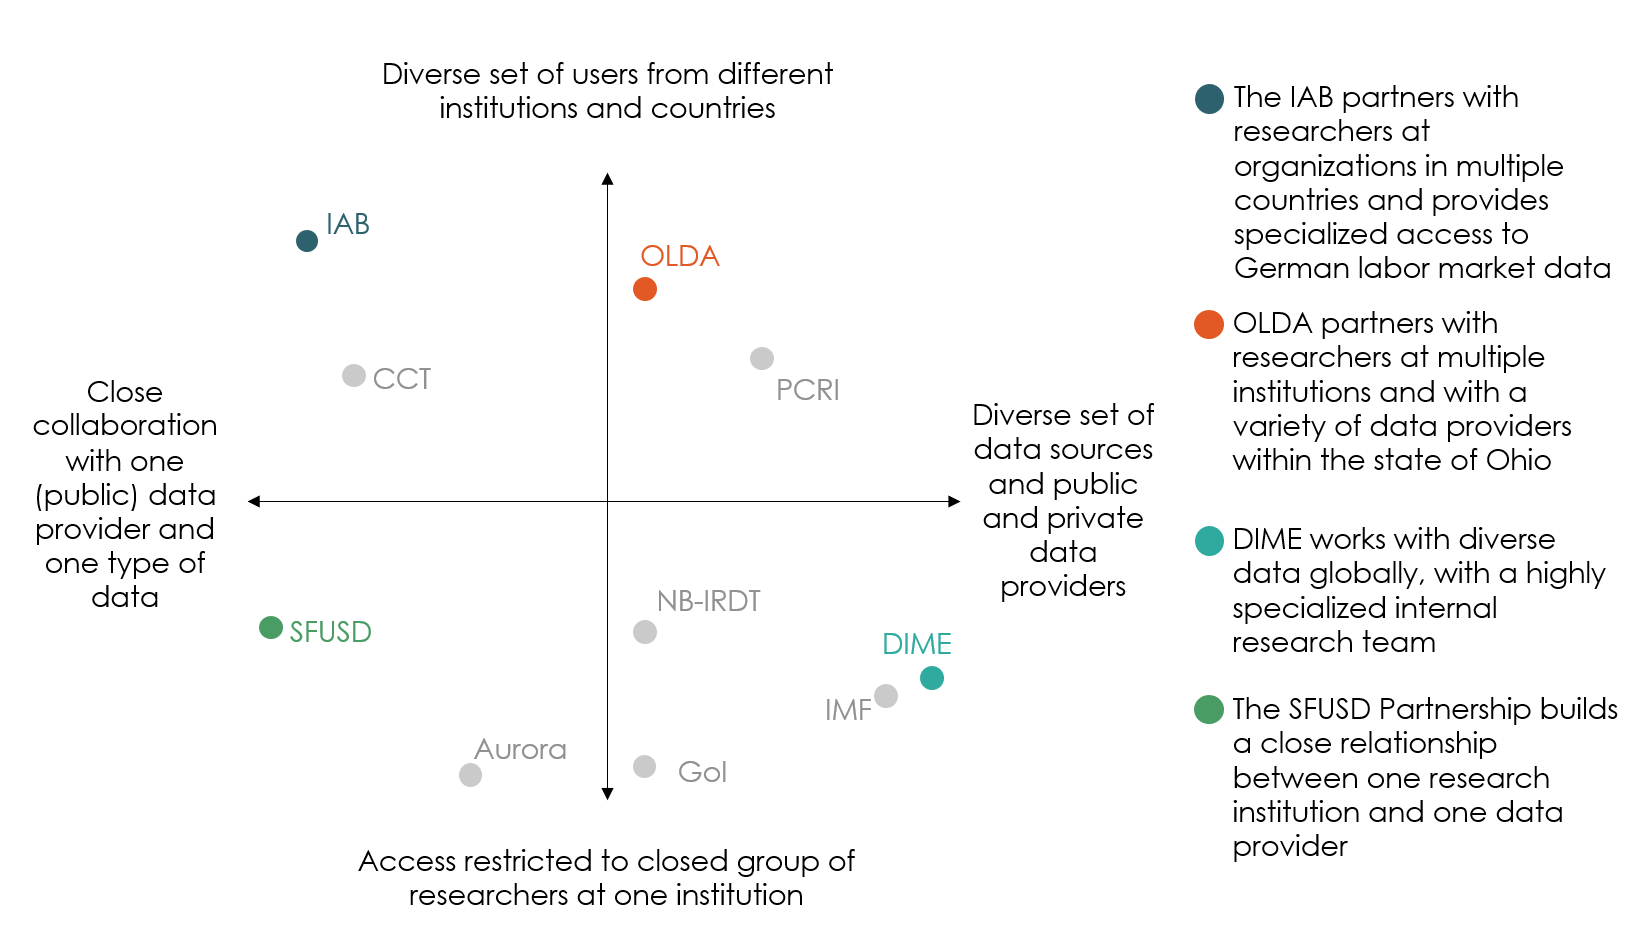 Diverse set of users from different
institutions and countries
IAB
OLDA
CCT
PCRI
Close
collaboration
with one
(public) data
provider and
one type of
data
Diverse set of
data sources
and public
and private
data
providers
SFUSD
NB-IRDT
DIME
IMF
Aurora
GoI
Access restricted to closed group of
researchers at one institution
The IAB partners with
researchers at
organizations in multiple
countries and provides
specialized access to
German labor market data
OLDA partners with
researchers at multiple
institutions and with a
variety of data providers
within the state of Ohio
DIME works with diverse
data globally, with a highly
specialized internal
research team
The SFUSD Partnership builds
a close relationship
between one research
institution and one data
provider